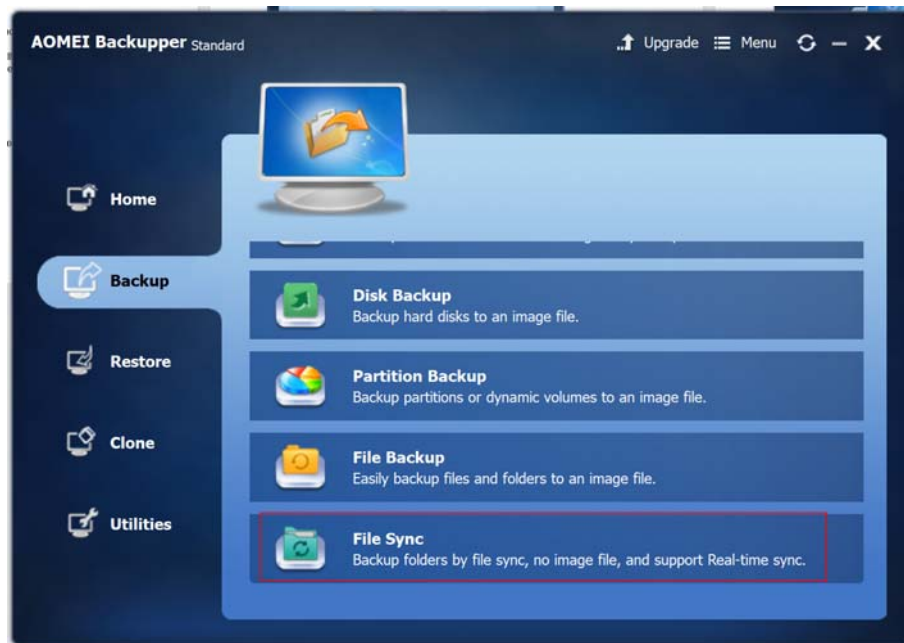 AOMEI Backupper Standard
Upgrade
Menu
Home
Backup
Restore
Clone
Utilities
Disk Backup
Backup hard disks to an image file.
Partition Backup
Backup partitions or dynamic volumes to an image file.
File Backup
Easily backup files and folders to an image file.
File Sync
Backup folders by file sync, no image file, and support Real-time sync.